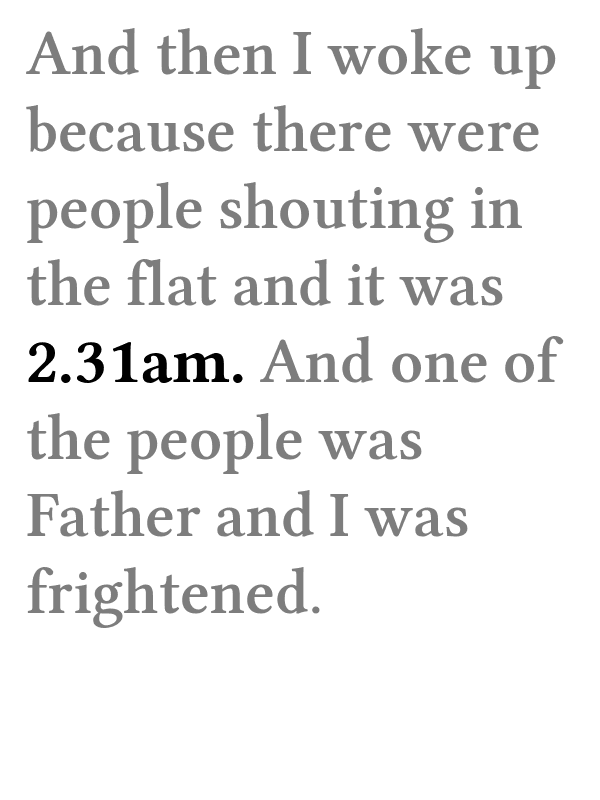 And then I woke up
because there were
people shouting in
the flat and it was
2.31am. And one of
the people was
Father and I was
frightened.